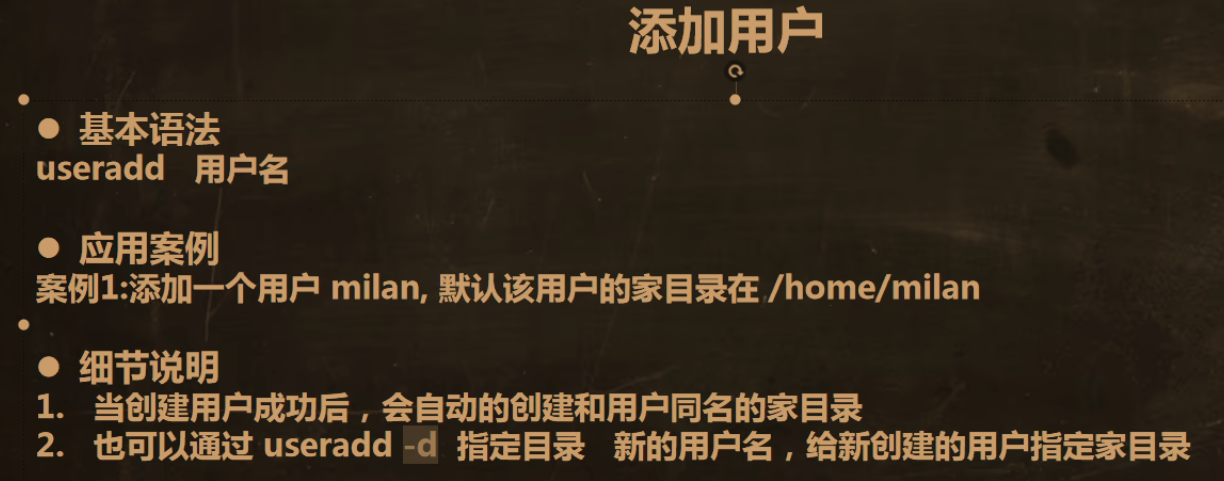 添加用户
● 基本语法
useradd 用户名
● 应用案例
案例1:添加一个用户 milan, 默认该用户的家目录在 /home/milan
● 细节说明
1. 当创建用户成功后，会自动的创建和用户同名的家目录
2. 也可以通过 useradd -d 指定目录 新的用户名，给新创建的用户指定家目录